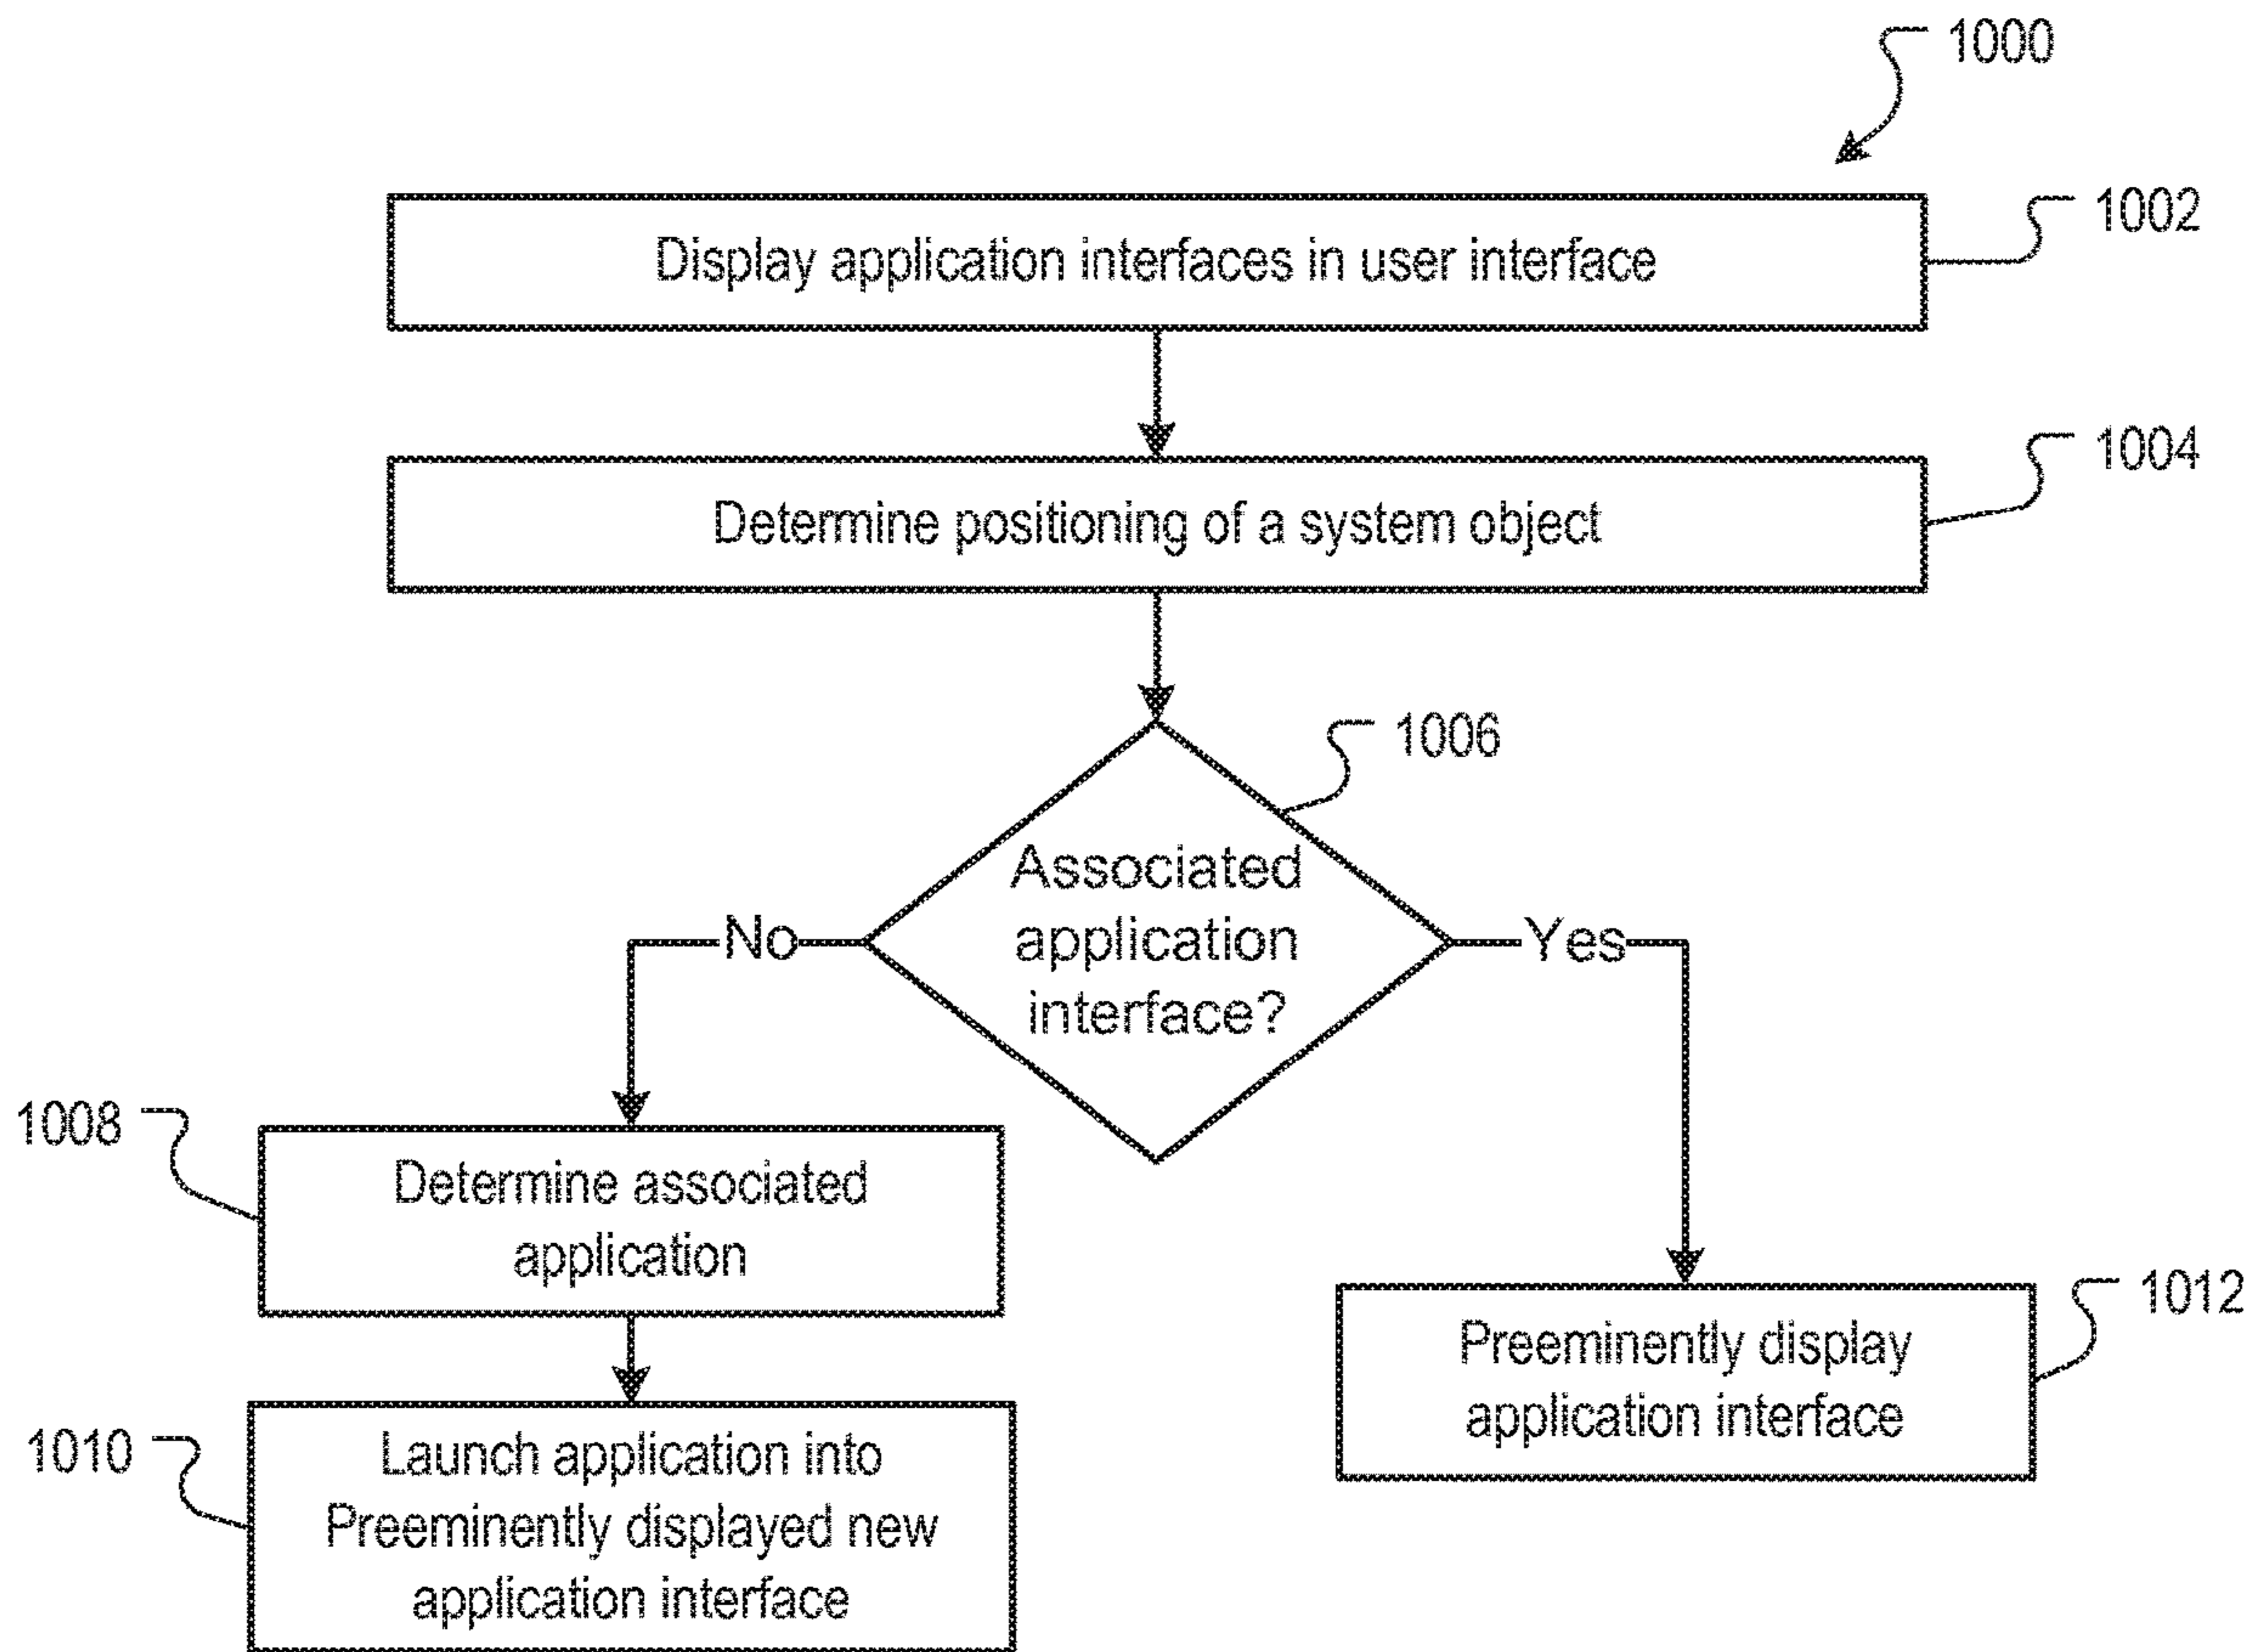 1000
Display application interfaces in user interface
1002
Determine positioning of a system object
1004
1006
Associated
application
interface?
No
Yes
1008
Determine associated
application
1010
Launch application into
Preeminently displayed new
application interface
Preeminently display
application interface
1012